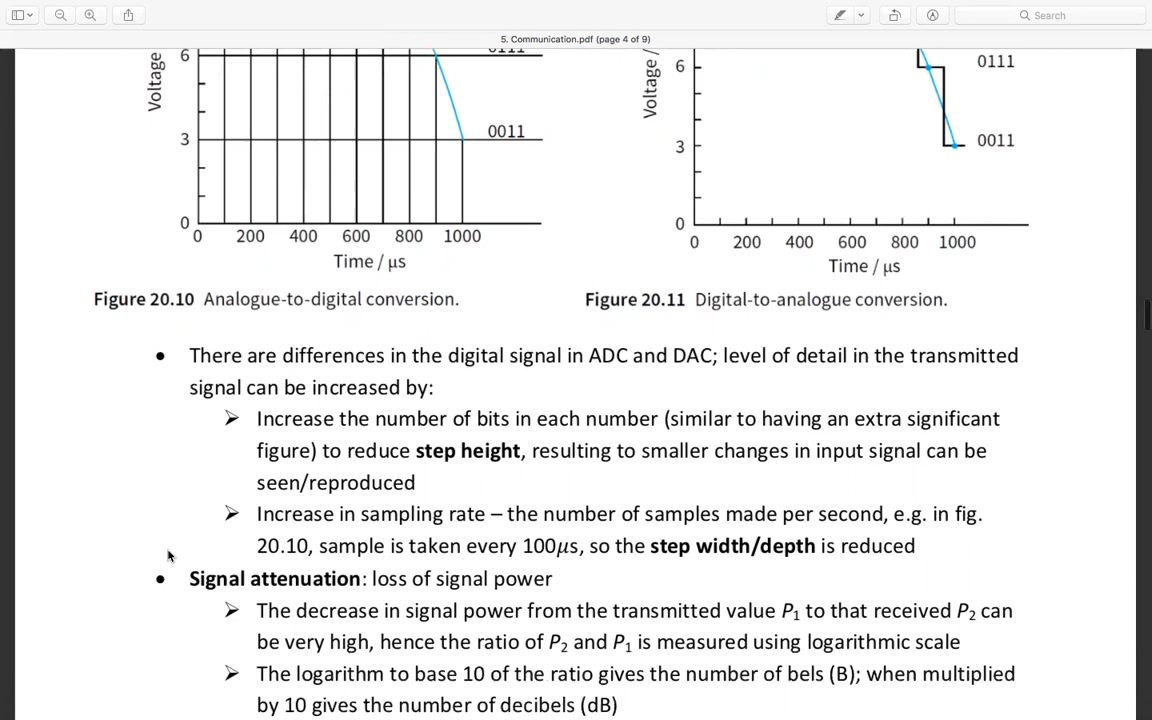 Search
5. Communication.pdf (page 4 of 9)
Voltage
6
3
0
0111
0011
0 200 400 600 800 1000
Time / μs
Voltage /
6
3
0
0111
0011
0 200 400 600 800 1000
Time / μs
Figure 20.10 Analogue-to-digital conversion.
Figure 20.11 Digital-to-analogue conversion.
• There are differences in the digital signal in ADC and DAC; level of detail in the transmitted
signal can be increased by:
➢ Increase the number of bits in each number (similar to having an extra significant
figure) to reduce step height, resulting to smaller changes in input signal can be
seen/reproduced
➢ Increase in sampling rate – the number of samples made per second, e.g. in fig.
20.10, sample is taken every 100μs, so the step width/depth is reduced
• Signal attenuation: loss of signal power
➢ The decrease in signal power from the transmitted value P₁ to that received P₂ can
be very high, hence the ratio of P₂ and P₁ is measured using logarithmic scale
➢ The logarithm to base 10 of the ratio gives the number of bels (B); when multiplied
by 10 gives the number of decibels (dB)